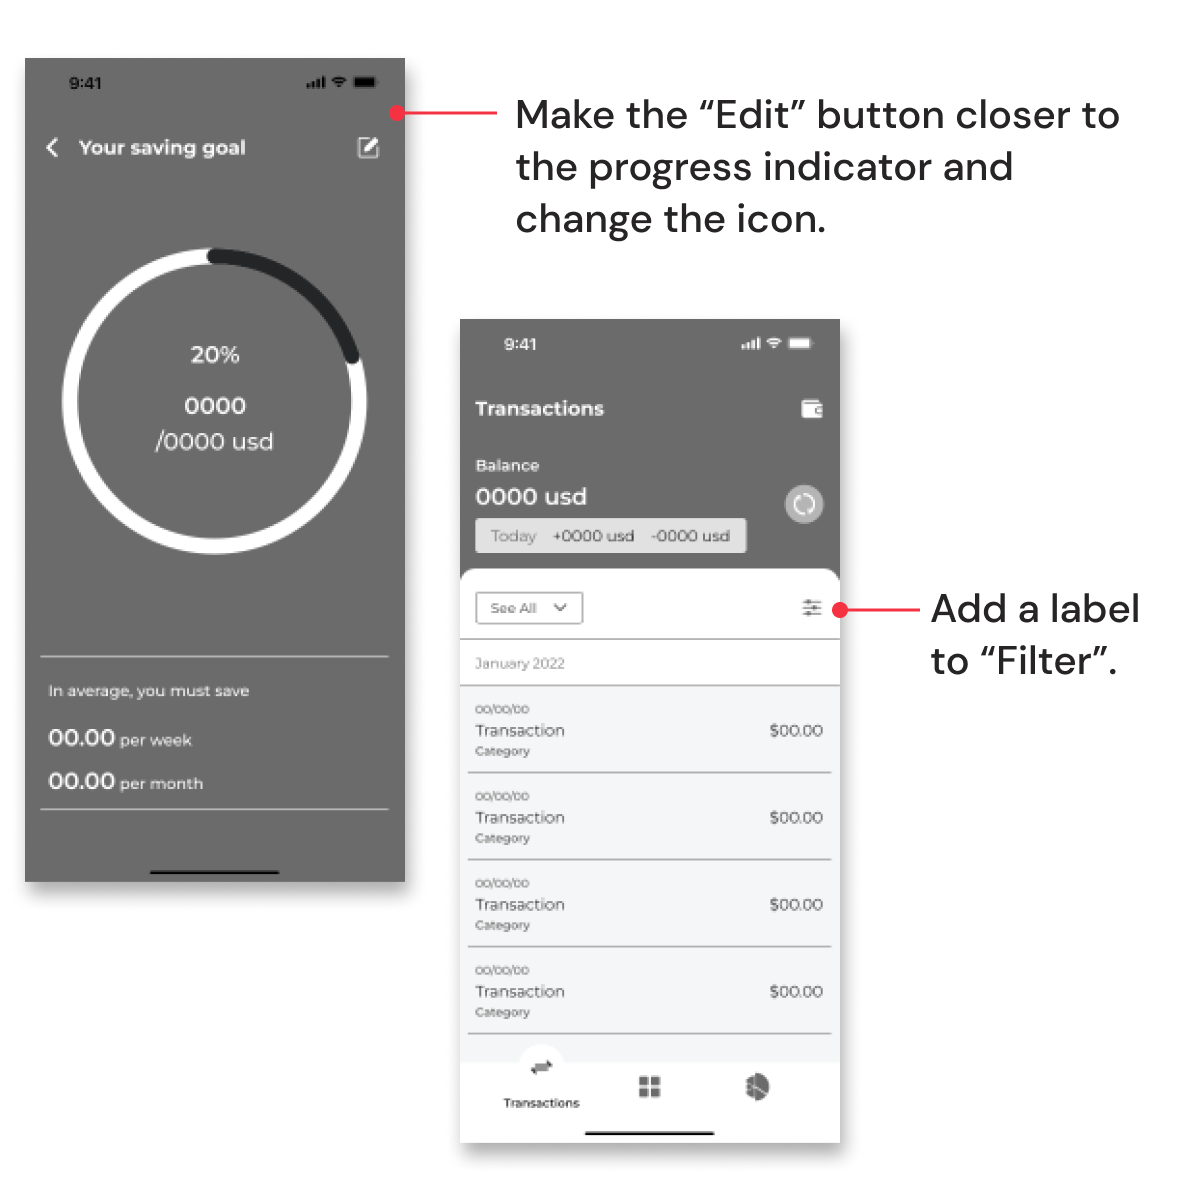 9:41
Your saving goal
20%
0000
/0000 usd
In average, you must save
00.00 per week
00.00 per month
Make the “Edit” button closer to
the progress indicator and
change the icon.
9:41
Transactions
Balance
0000 usd
Today +0000 usd -0000 usd
See All
January 2022
00/00/00
Transaction $00.00
Category
00/00/00
Transaction $00.00
Category
00/00/00
Transaction $00.00
Category
00/00/00
Transaction $00.00
Category
Transactions
Add a label
to “Filter”.